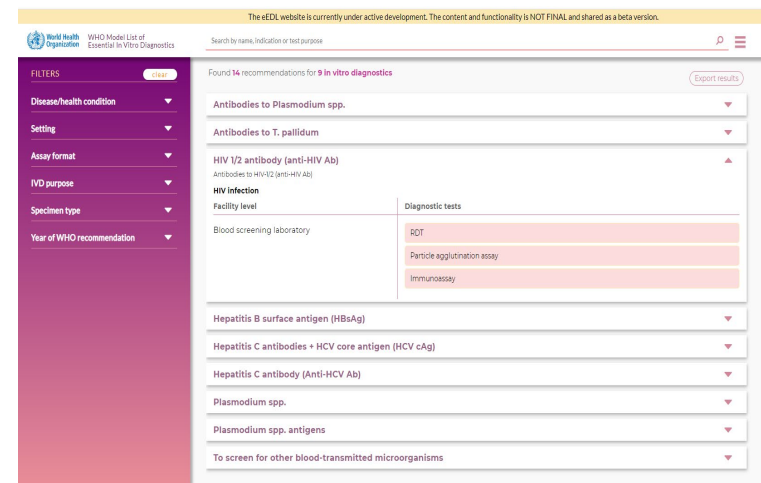 The eEDL website is currently under active development. The content and functionality is NOT FINAL and shared as a beta version.
World Health Organization
WHO Model List of Essential In Vitro Diagnostics
Search by name, indication or test purpose
FILTERS
clear
Disease/health condition
Setting
Assay format
IVD purpose
Specimen type
Year of WHO recommendation
Found 14 recommendations for 9 in vitro diagnostics
Export results
Antibodies to Plasmodium spp.
Antibodies to T. pallidum
HIV 1/2 antibody (anti-HIV Ab)
Antibodies to HIV-1/2 (anti-HIV Ab)
HIV infection
Facility level Diagnostic tests
Blood screening laboratory RDT
Particle agglutination assay
Immunoassay
Hepatitis B surface antigen (HBsAg)
Hepatitis C antibodies + HCV core antigen (HCV cAg)
Hepatitis C antibody (Anti-HCV Ab)
Plasmodium spp.
Plasmodium spp. antigens
To screen for other blood-transmitted microorganisms